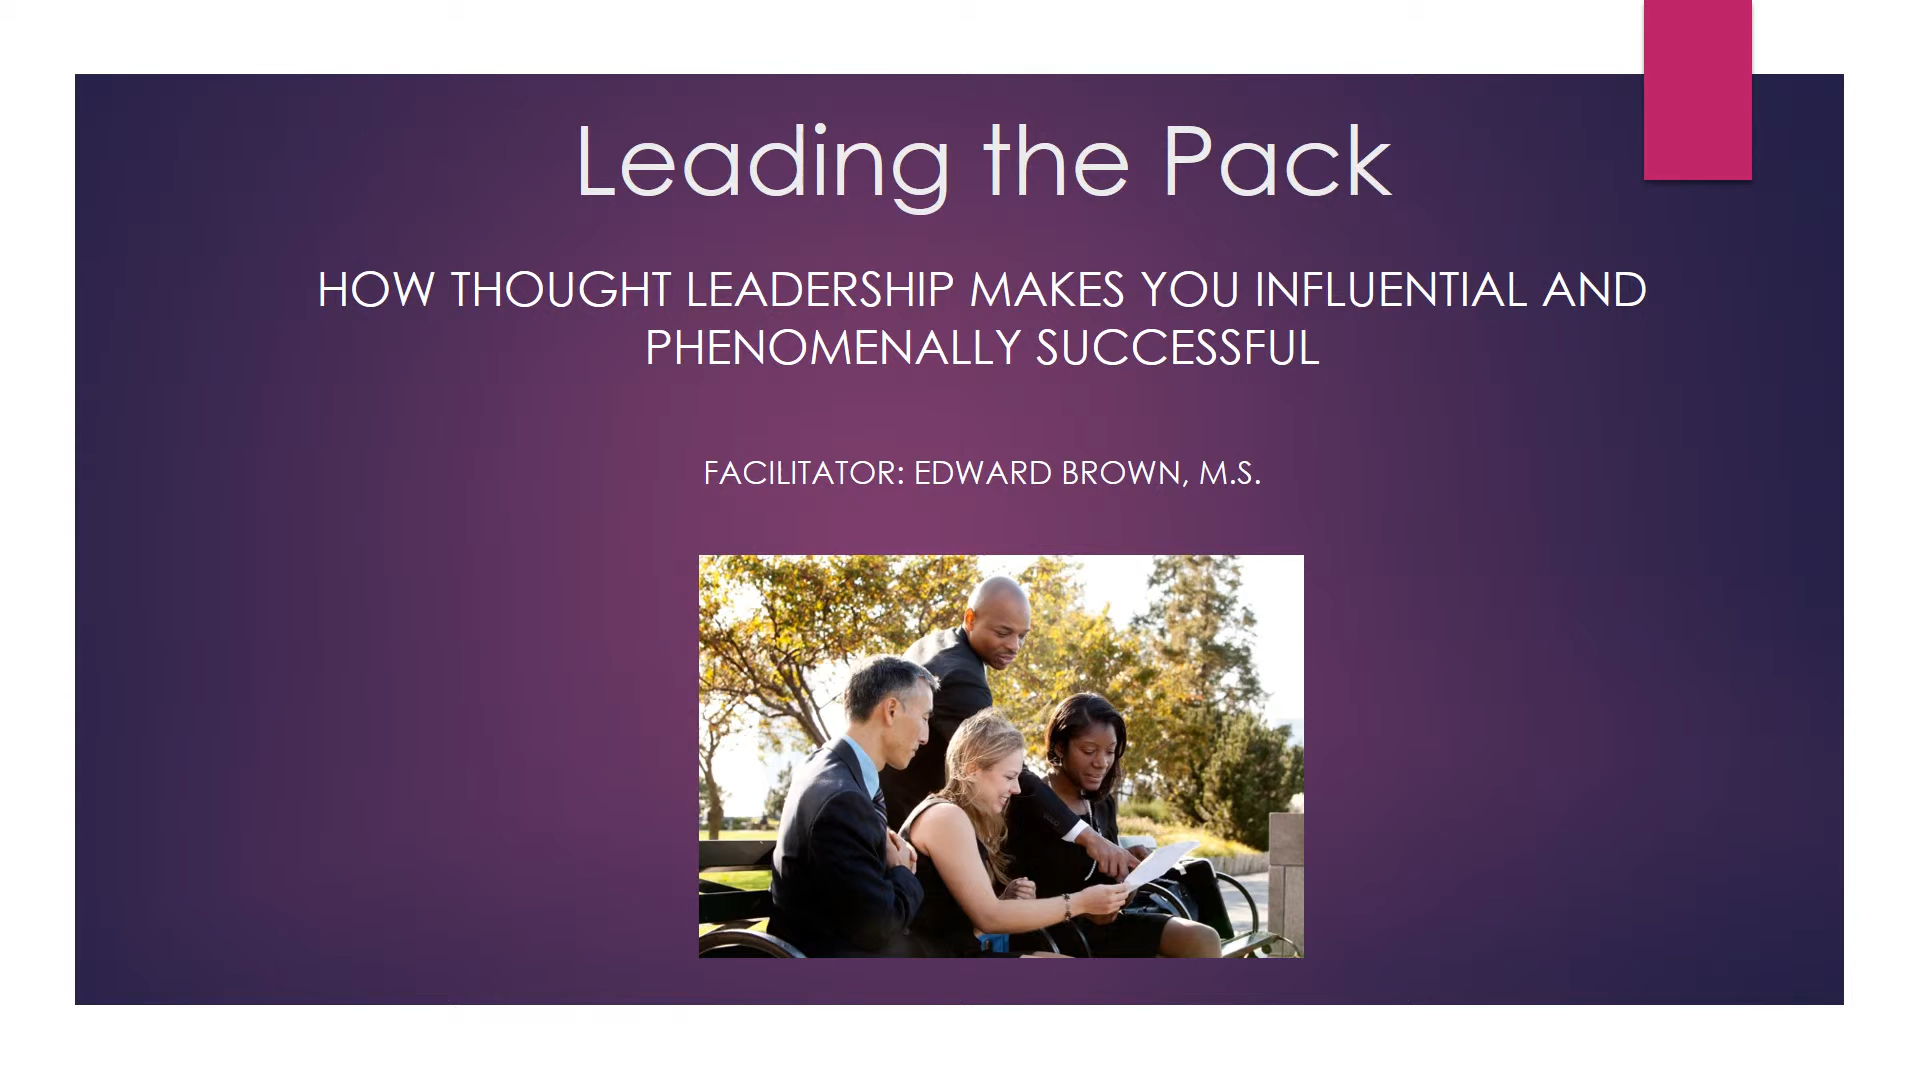 Leading the Pack
HOW THOUGHT LEADERSHIP MAKES YOU INFLUENTIAL AND
PHENOMENALLY SUCCESSFUL
FACILITATOR: EDWARD BROWN, M.S.